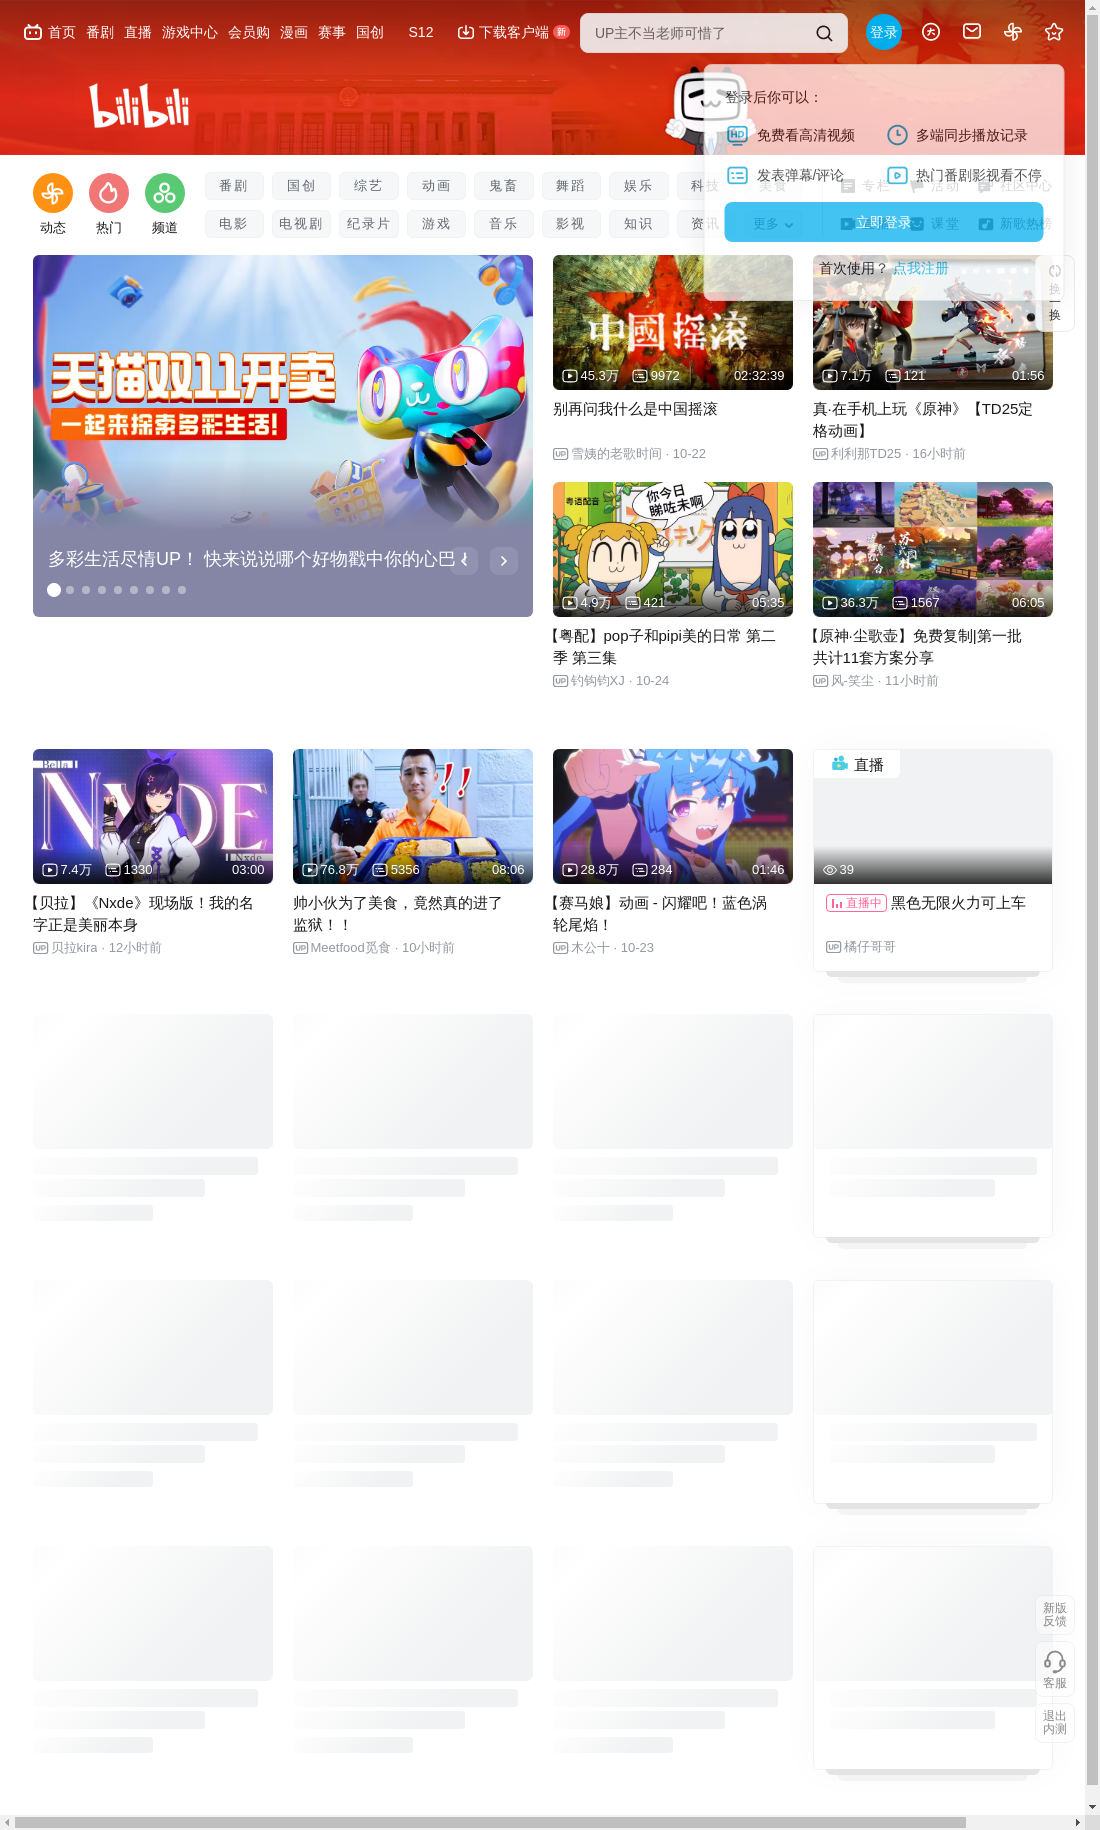 首页 番剧 直播 游戏中心 会员购 漫画 赛事 国创 S12 下载客户端 新
UP主不当老师可惜了
登录
bilibili
登录后你可以：
免费看高清视频 多端同步播放记录
发表弹幕/评论 热门番剧影视看不停
立即登录
首次使用？ 点我注册
动态 热门 频道
番剧 国创 综艺 动画 鬼畜 舞蹈 娱乐 科技 美食 专栏 活动 社区中心
电影 电视剧 纪录片 游戏 音乐 影视 知识 资讯 更多 课堂 新歌热榜
换一换
天猫双11开卖
一起来探索多彩生活!
多彩生活尽情UP！ 快来说说哪个好物戳中你的心巴
中國摇滚
45.3万 9972 02:32:39
别再问我什么是中国摇滚
雪姨的老歌时间 · 10-22
7.1万 121 01:56
真·在手机上玩《原神》【TD25定
格动画】
利利那TD25 · 16小时前
粤语配音
你今日
睇咗未啊
4.9万 421 05:35
【粤配】pop子和pipi美的日常 第二
季 第三集
钓钩钧XJ · 10-24
36.3万 1567 06:05
【原神·尘歌壶】免费复制|第一批
共计11套方案分享
风-笑尘 · 11小时前
Bella
NXDE
Nxde
7.4万 1330 03:00
【贝拉】《Nxde》现场版！我的名
字正是美丽本身
贝拉kira · 12小时前
76.8万 5356 08:06
帅小伙为了美食，竟然真的进了
监狱！！
Meetfood觅食 · 10小时前
28.8万 284 01:46
【赛马娘】动画 - 闪耀吧！蓝色涡
轮尾焰！
木公十 · 10-23
直播
39
直播中 黑色无限火力可上车
橘仔哥哥
新版
反馈
客服
退出
内测